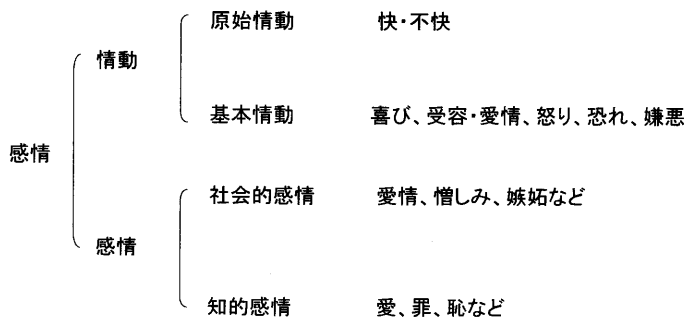 原始情動 快・不快
情動
基本情動 喜び、受容・愛情、怒り、恐れ、嫌悪
感情
社会的感情 愛情、憎しみ、嫉妬など
感情
知的感情 愛、罪、恥など